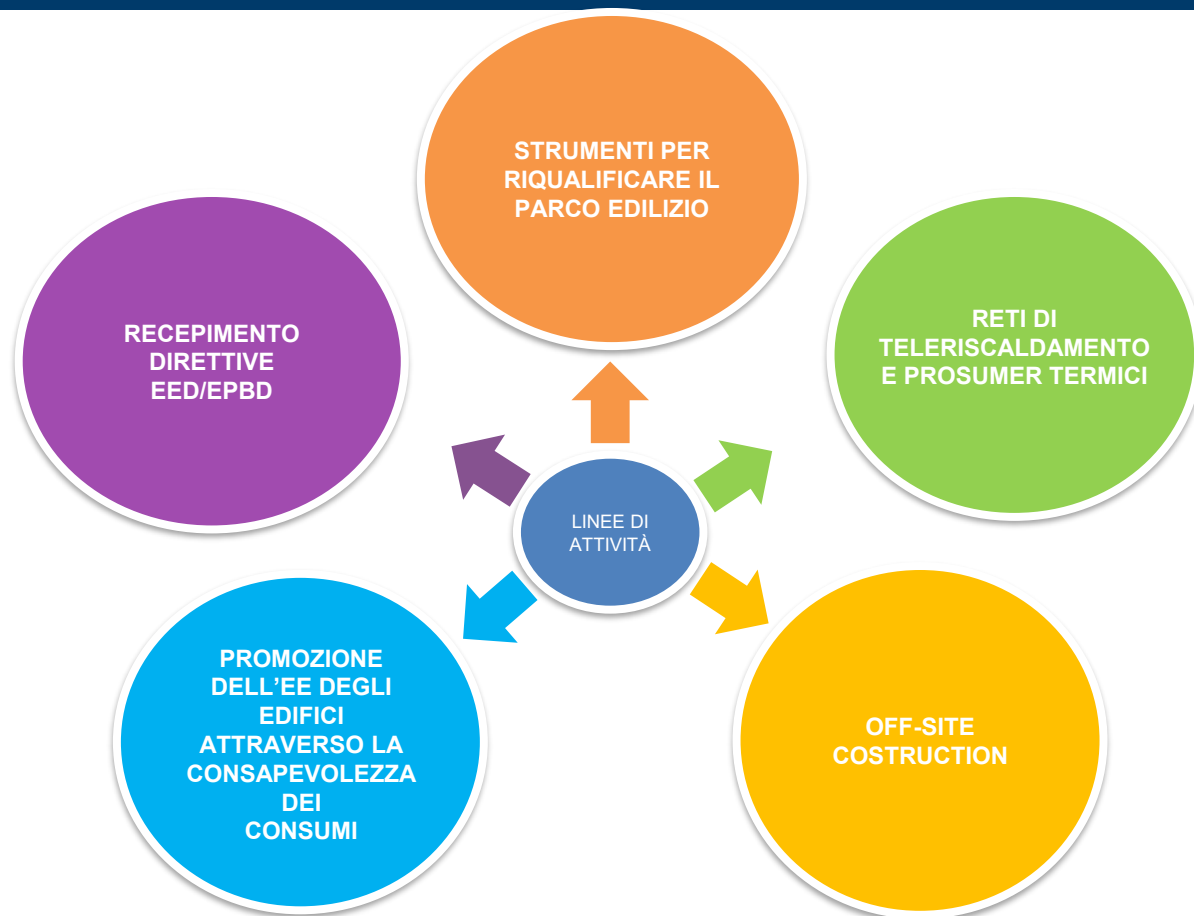 STRUMENTI PER
RIQUALIFICARE IL
PARCO EDILIZIO
RECEPIMENTO
DIRETTIVE
EED/EPBD
RETI DI
TELERISCALDAMENTO
E PROSUMER TERMICI
LINEE DI
ATTIVITÀ
PROMOZIONE
DELL'EE DEGLI
EDIFICI
ATTRAVERSO LA
CONSAPEVOLEZZA
DEI
CONSUMI
OFF-SITE
COSTRUCTION